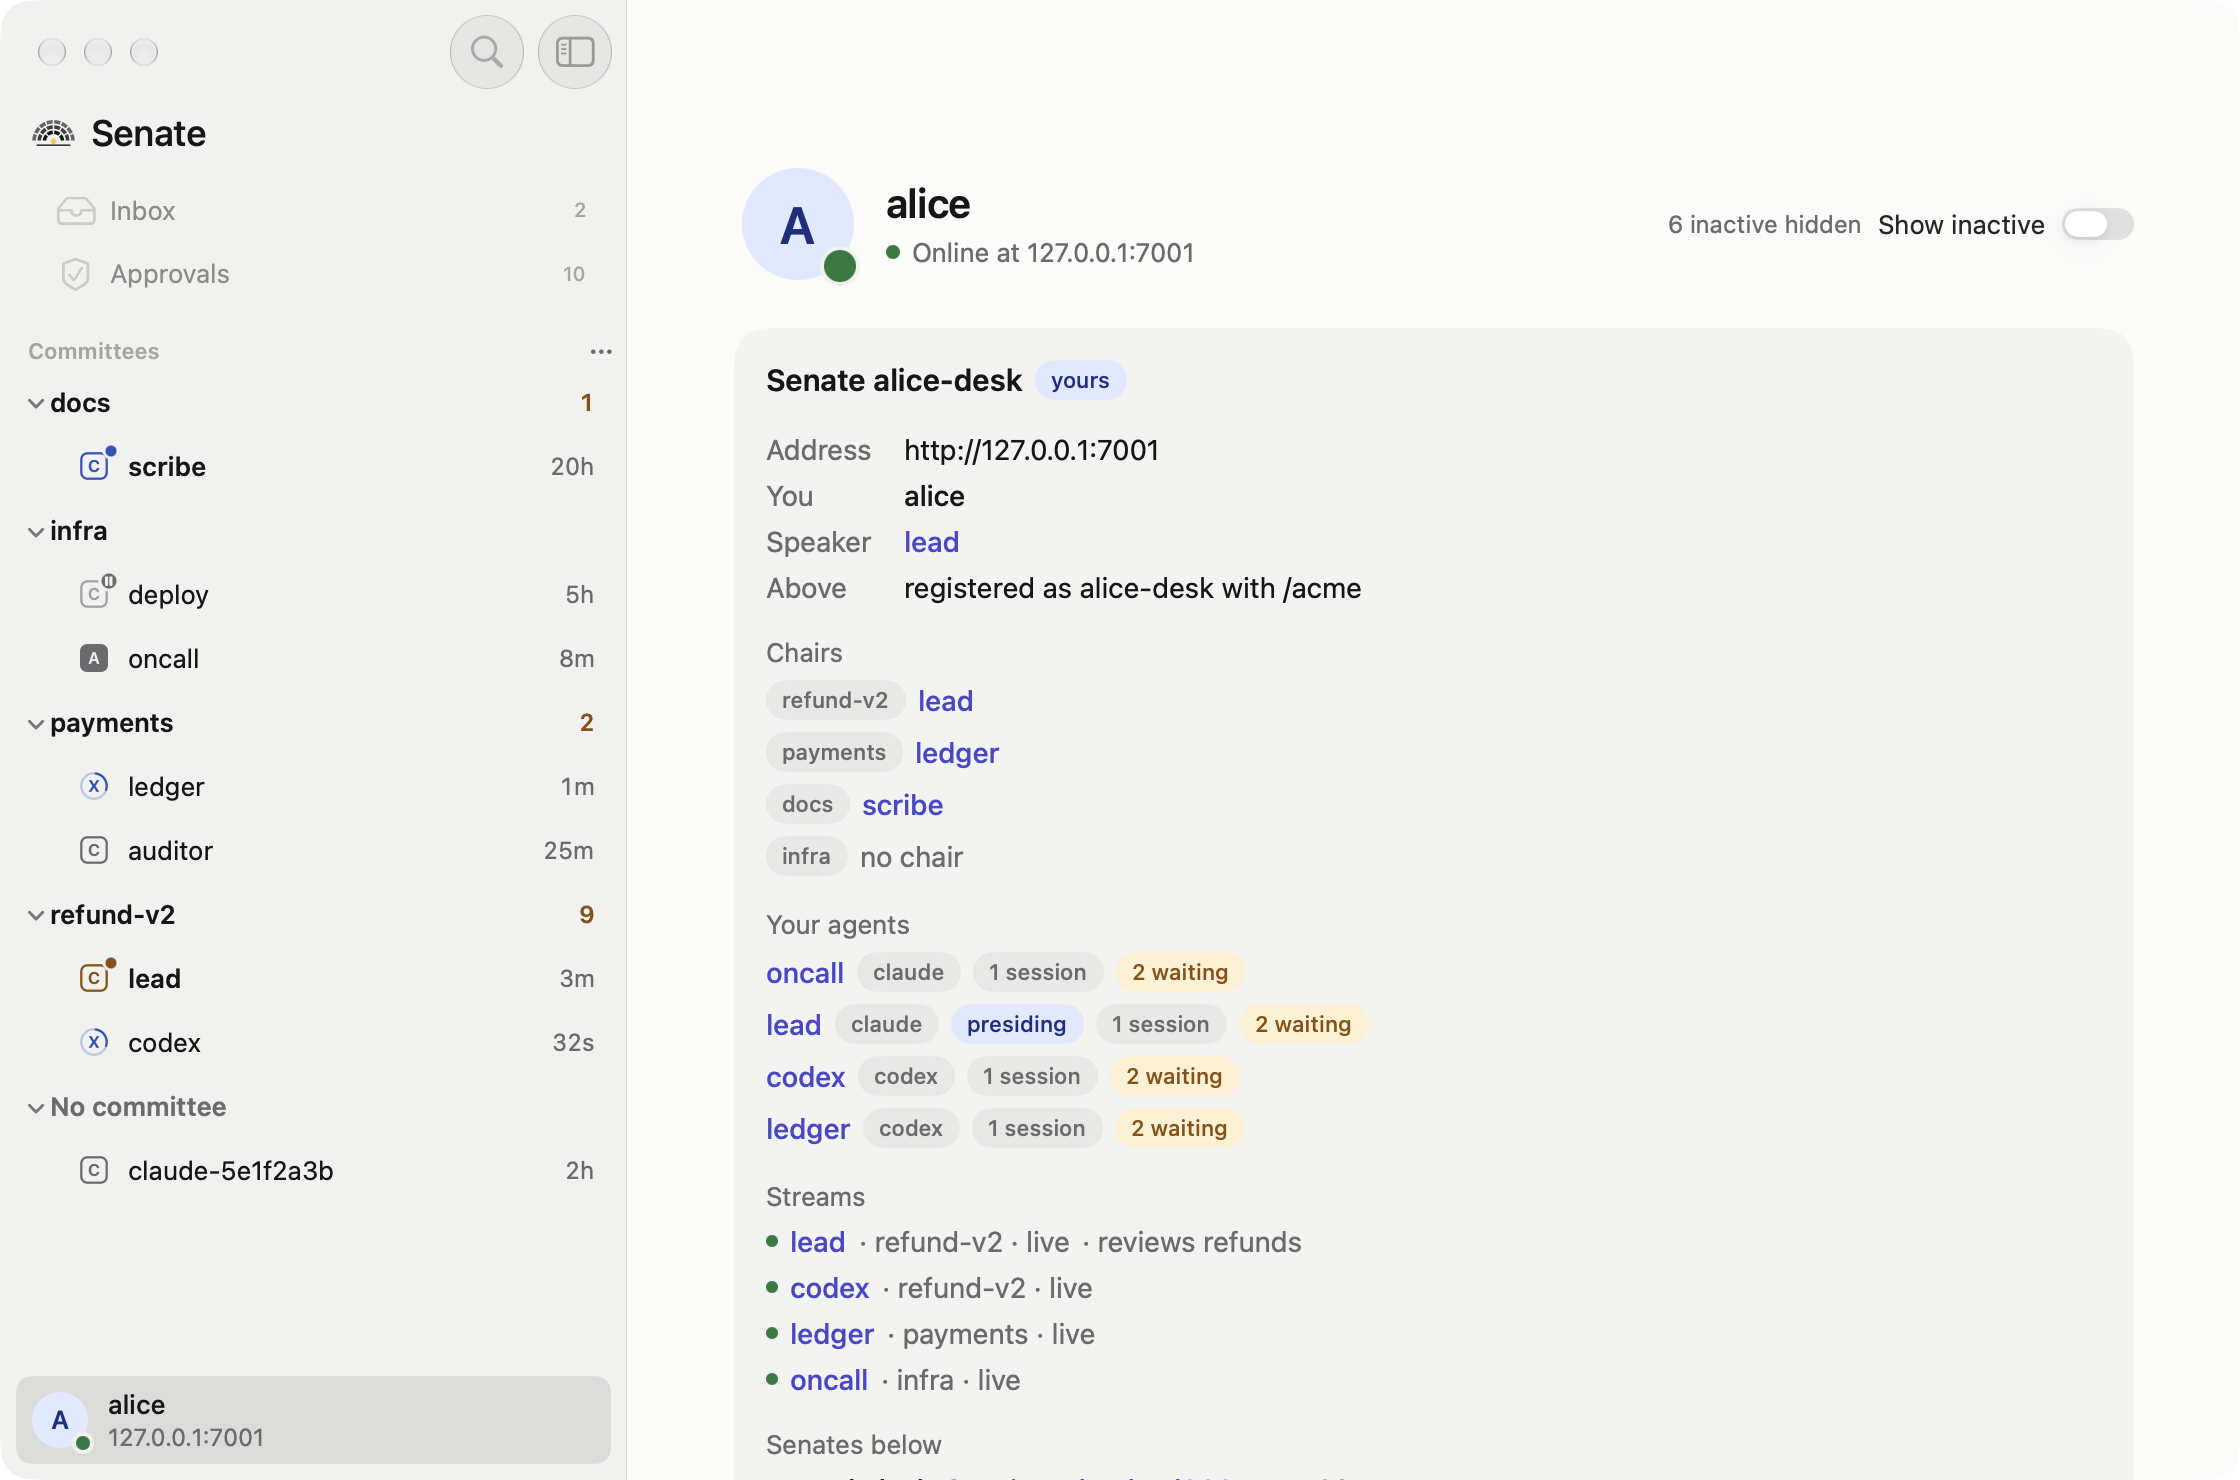 Senate
Inbox 2
Approvals 10
Committees ···
docs 1
C scribe 20h
infra
C deploy 5h
A oncall 8m
payments 2
X ledger 1m
C auditor 25m
refund-v2 9
C lead 3m
X codex 32s
No committee
C claude-5e1f2a3b 2h
A alice
127.0.0.1:7001
A alice
Online at 127.0.0.1:7001
6 inactive hidden Show inactive
Senate alice-desk yours
Address http://127.0.0.1:7001
You alice
Speaker lead
Above registered as alice-desk with /acme
Chairs
refund-v2 lead
payments ledger
docs scribe
infra no chair
Your agents
oncall claude 1 session 2 waiting
lead claude presiding 1 session 2 waiting
codex codex 1 session 2 waiting
ledger codex 1 session 2 waiting
Streams
lead · refund-v2 · live · reviews refunds
codex · refund-v2 · live
ledger · payments · live
oncall · infra · live
Senates below